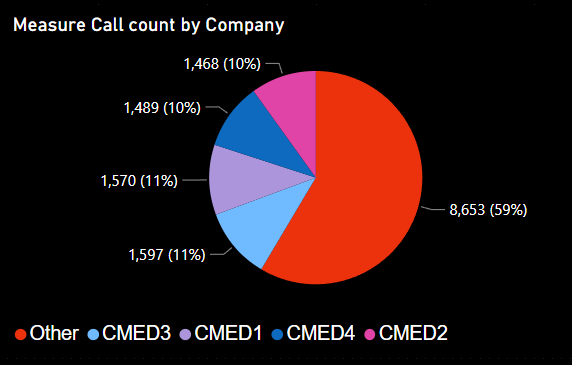 Measure Call count by Company
1,468 (10%)
1,489 (10%)
1,570 (11%)
8,653 (59%)
1,597 (11%)
Other CMED3 CMED1 CMED4 CMED2